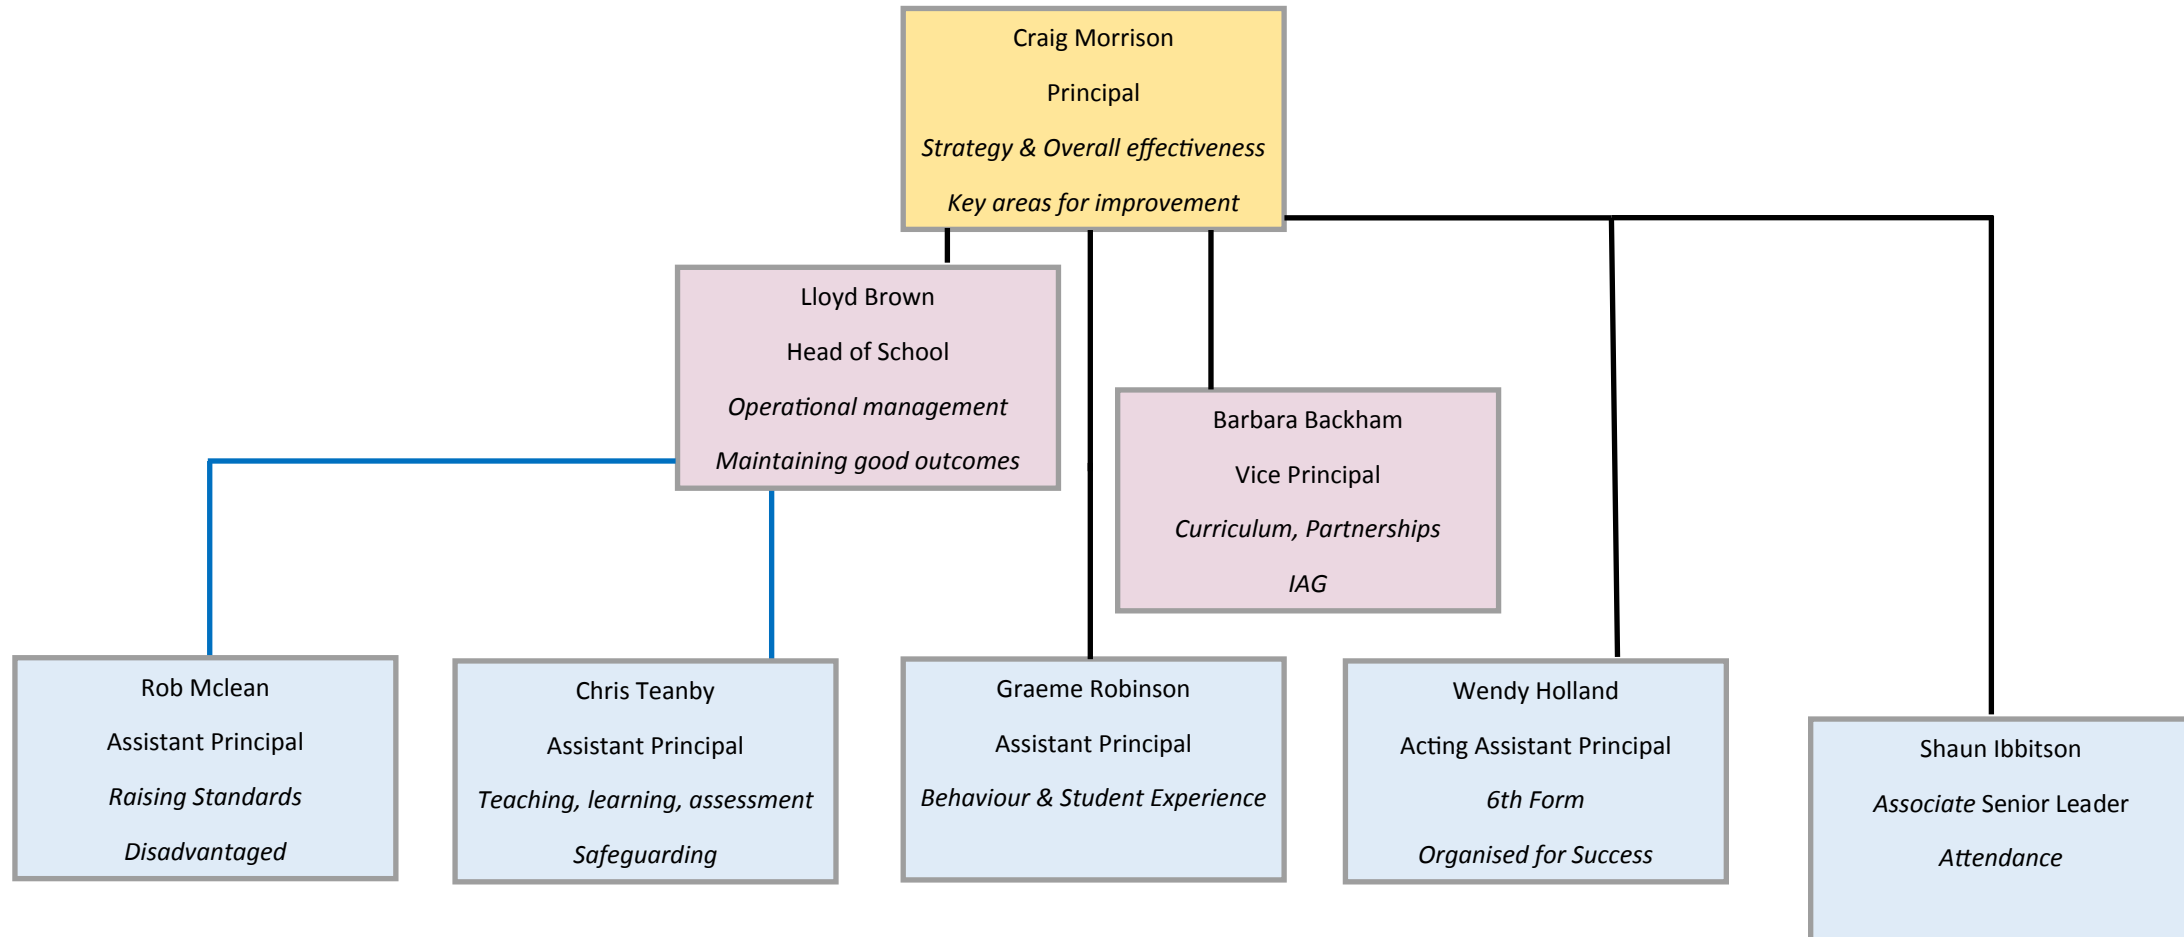 Craig Morrison
Principal
Strategy & Overall effectiveness
Key areas for improvement
Lloyd Brown
Head of School
Operational management
Maintaining good outcomes
Barbara Backham
Vice Principal
Curriculum, Partnerships
IAG
Rob Mclean
Assistant Principal
Raising Standards
Disadvantaged
Chris Teanby
Assistant Principal
Teaching, learning, assessment
Safeguarding
Graeme Robinson
Assistant Principal
Behaviour & Student Experience
Wendy Holland
Acting Assistant Principal
6th Form
Organised for Success
Shaun Ibbitson
Associate Senior Leader
Attendance